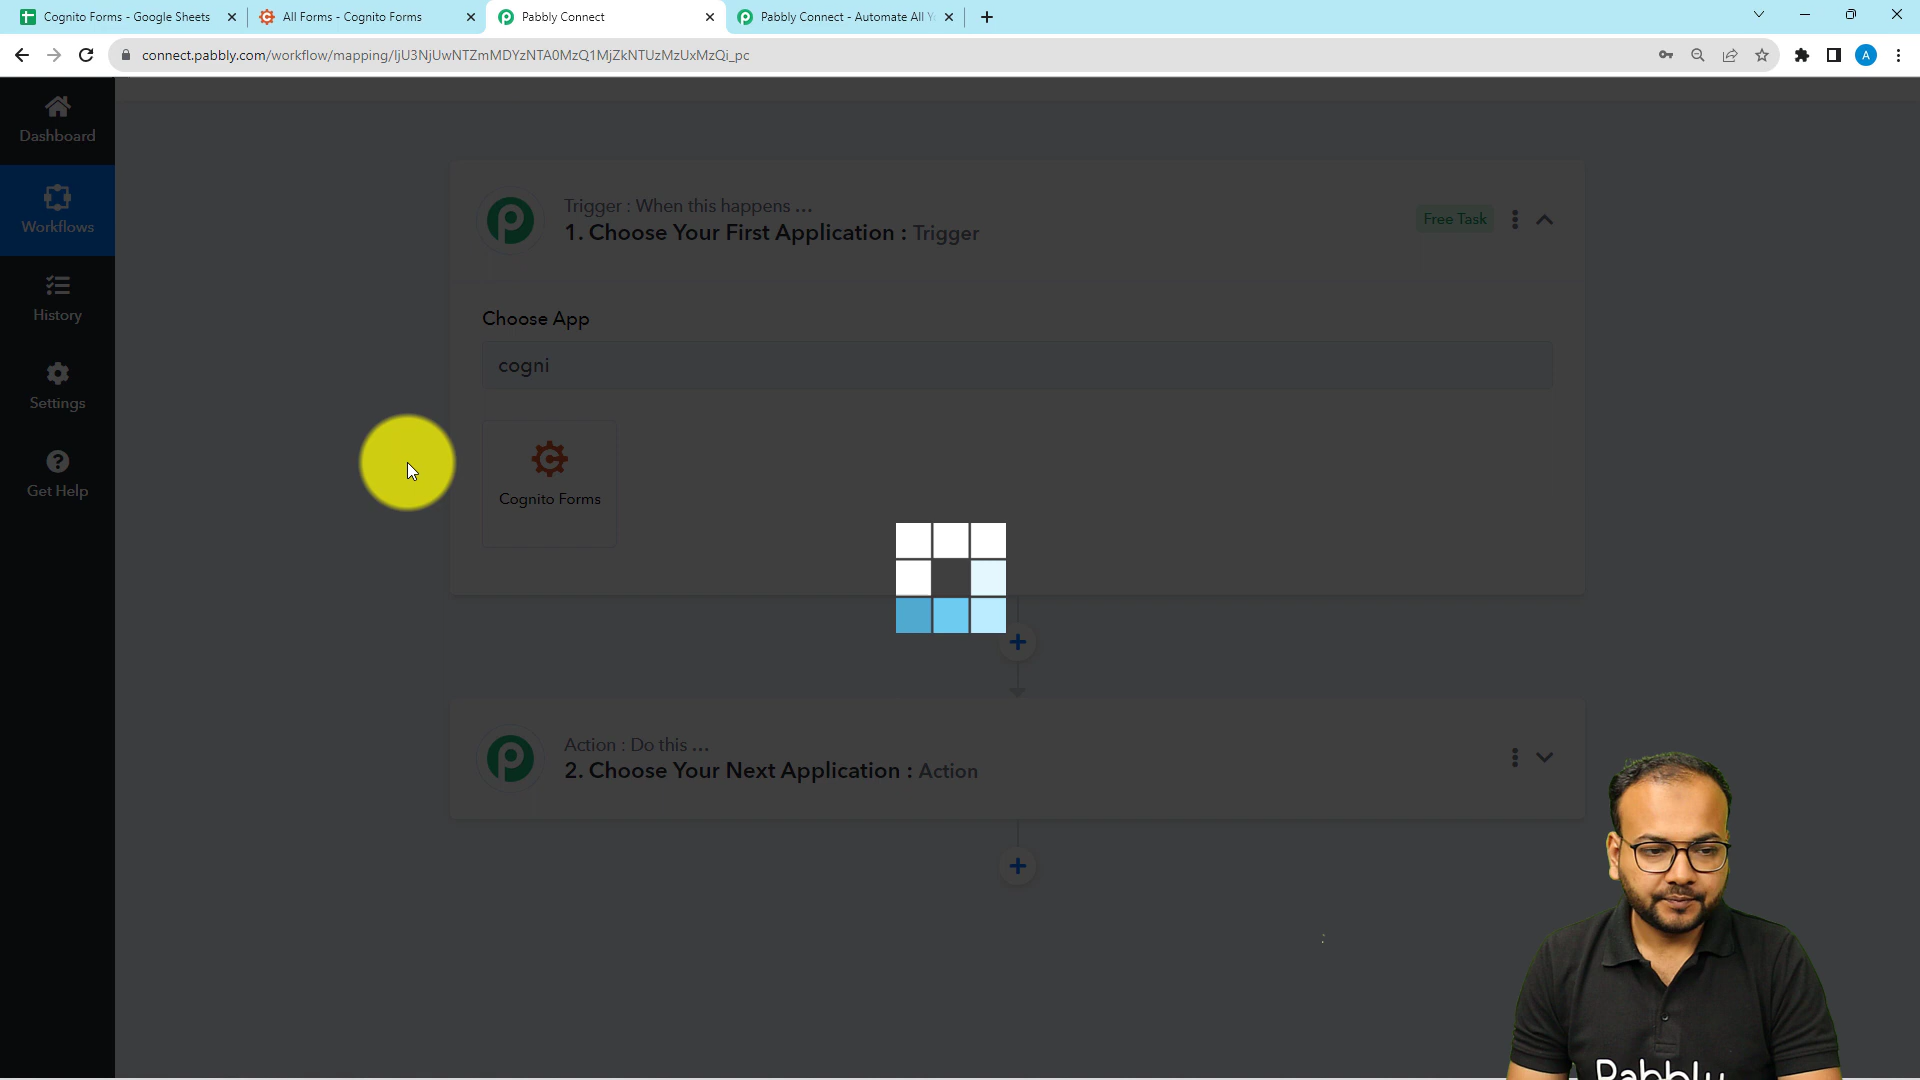 Cognito Forms - Google Sheets
All Forms - Cognito Forms
Pabbly Connect
Pabbly Connect - Automate All Y
connect.pabbly.com/workflow/mapping/IjU3NjUwNTZmMDYzNTA0MzQ1MjZkNTUzMzUxMzQi_pc
A
Dashboard
Workflows
History
Settings
Get Help
Trigger : When this happens ...
1. Choose Your First Application : Trigger
Free Task
Choose App
cogni
Cognito Forms
Action : Do this ...
2. Choose Your Next Application : Action
Pabbly